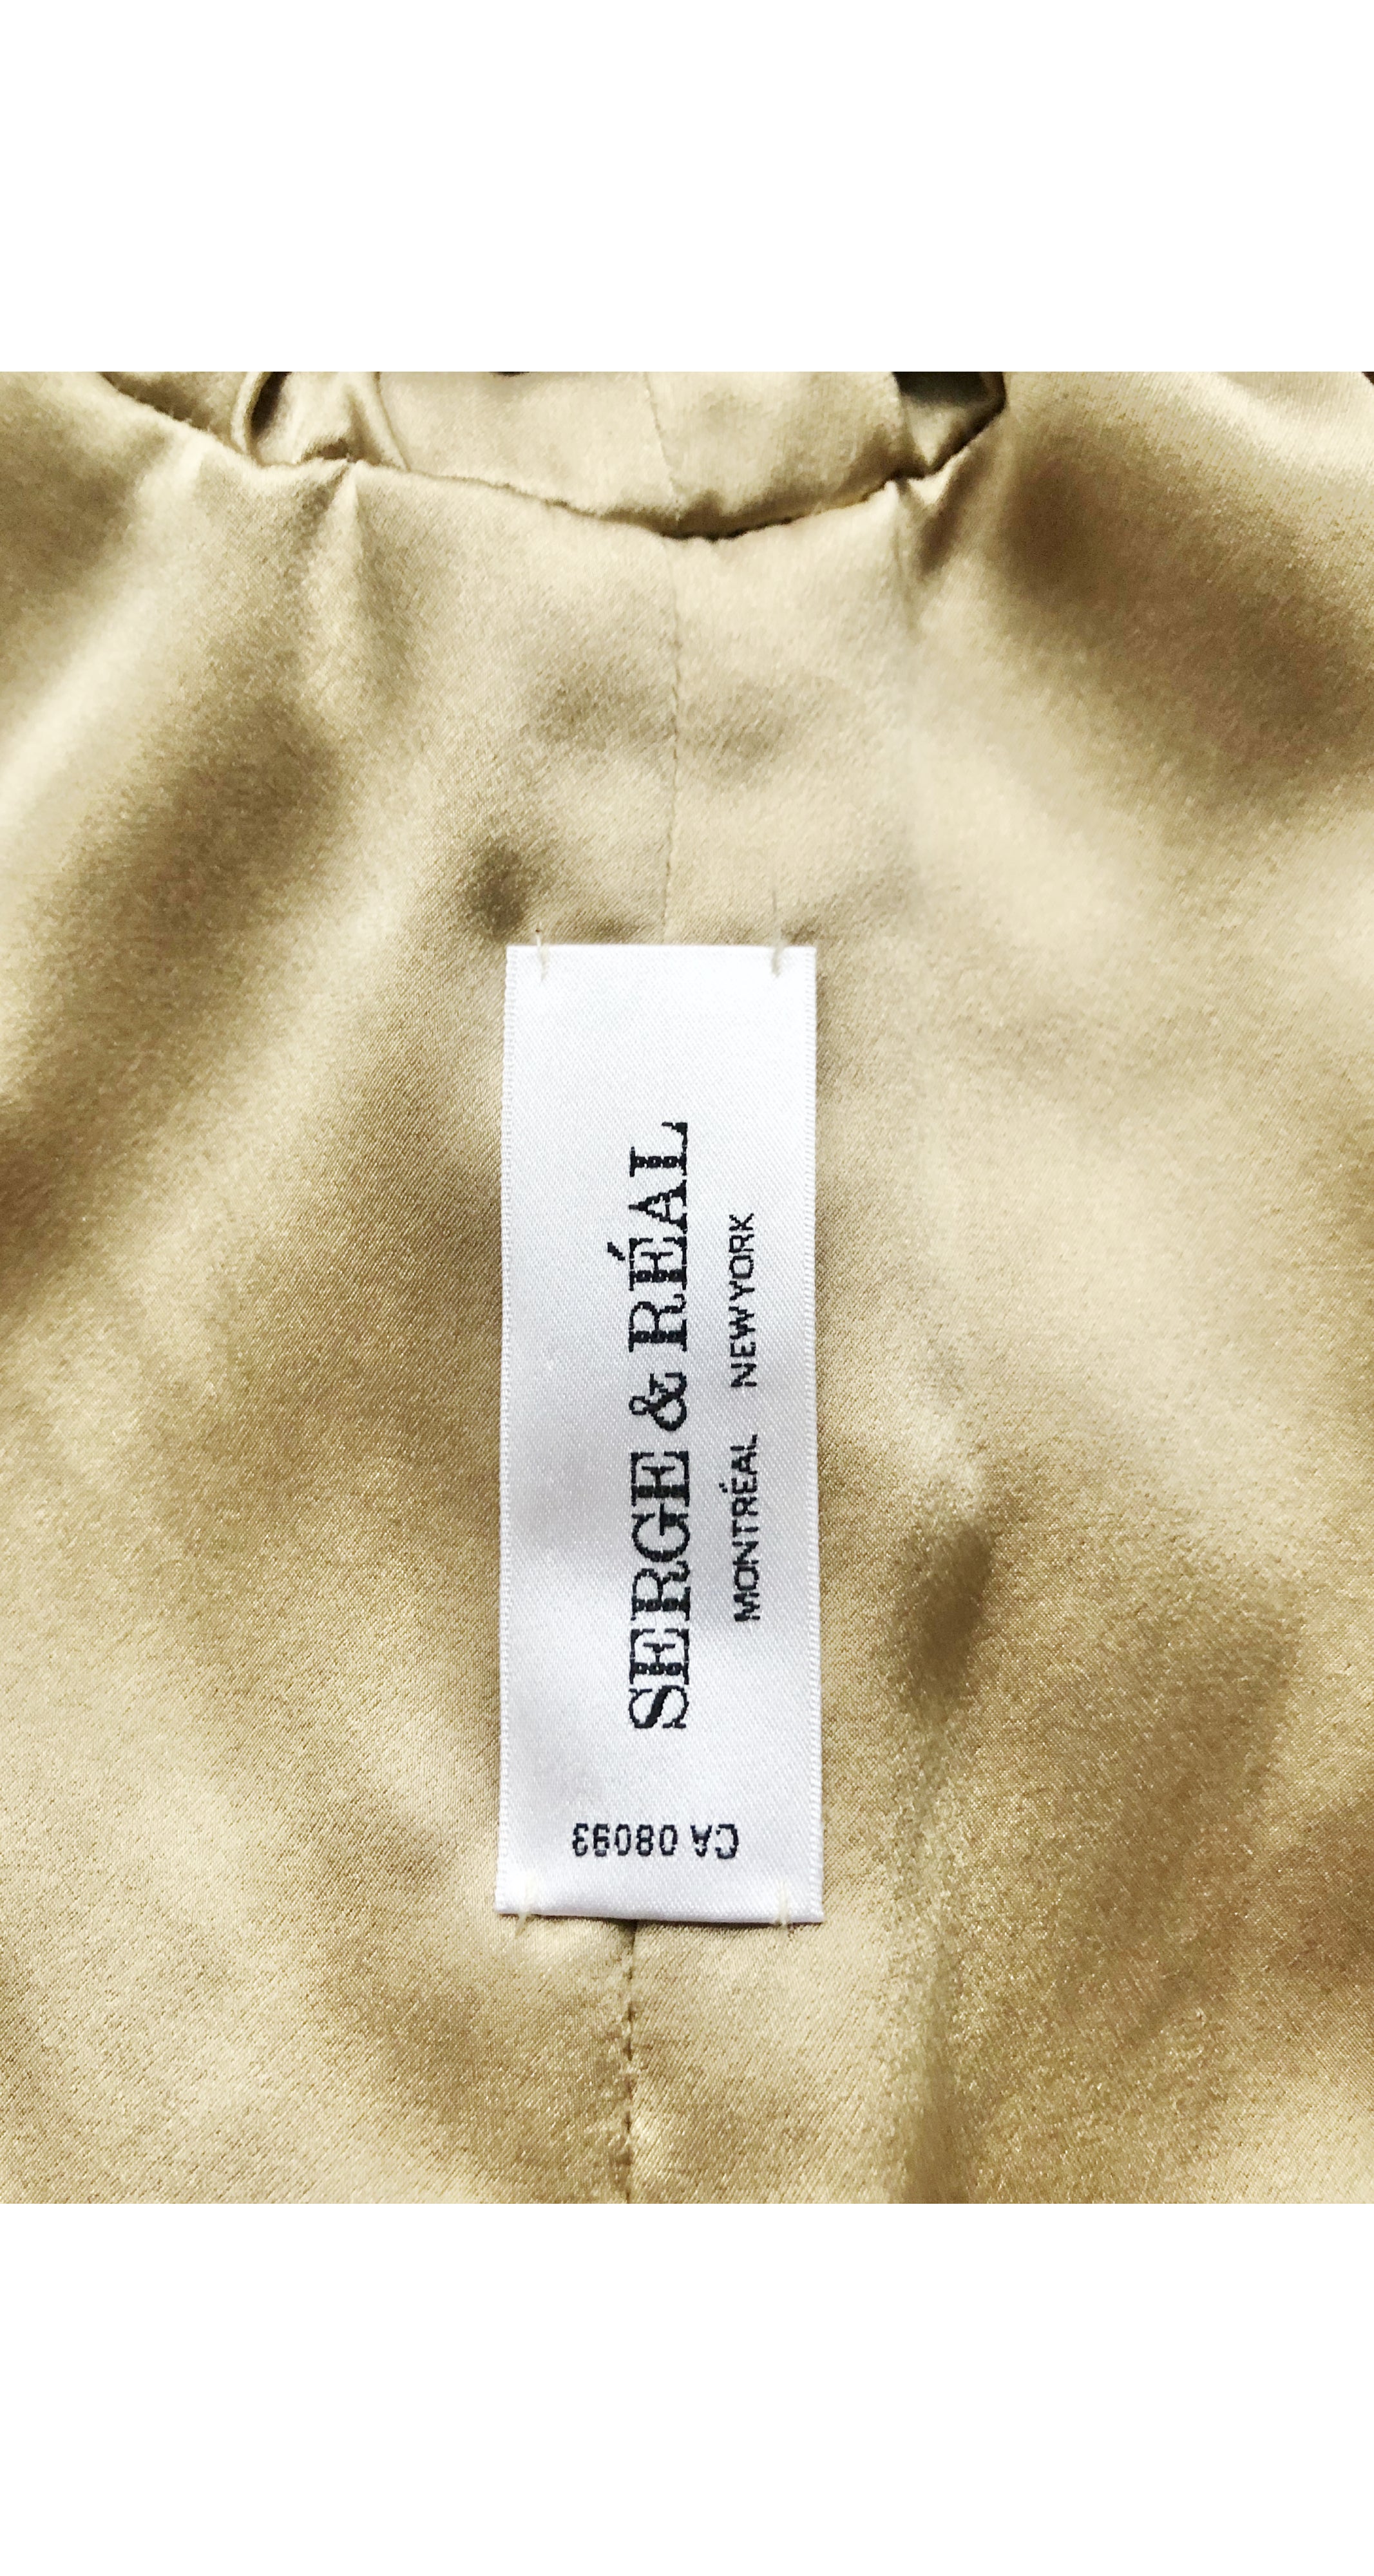 SERGE & RÉAL
MONTRÉAL NEW YORK
CA 08093